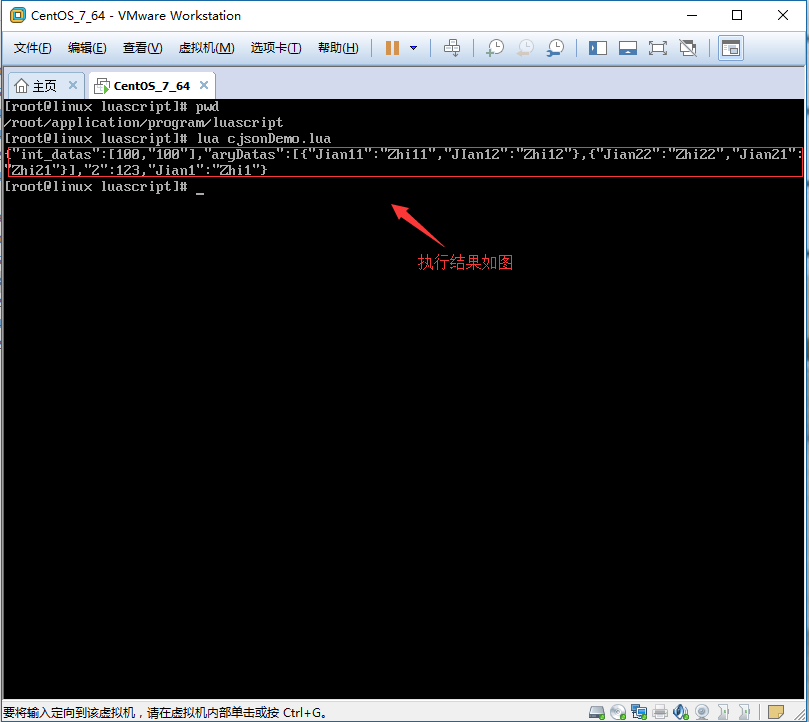 CentOS_7_64 - VMware Workstation
文件(F) 编辑(E) 查看(V) 虚拟机(M) 选项卡(T) 帮助(H)
主页 CentOS_7_64
[root@linux luascript]# pwd
/root/application/program/luascript
[root@linux luascript]# lua cjsonDemo.lua
{"int_datas":[100,"100"],"aryDatas":[{"Jian11":"Zhi11","JIan12":"Zhi12"},{"Jian22":"Zhi22","Jian21":
"Zhi21"}],"2":123,"Jian1":"Zhi1"}
[root@linux luascript]# _
执行结果如图
要将输入定向到该虚拟机，请在虚拟机内部单击或按 Ctrl+G。